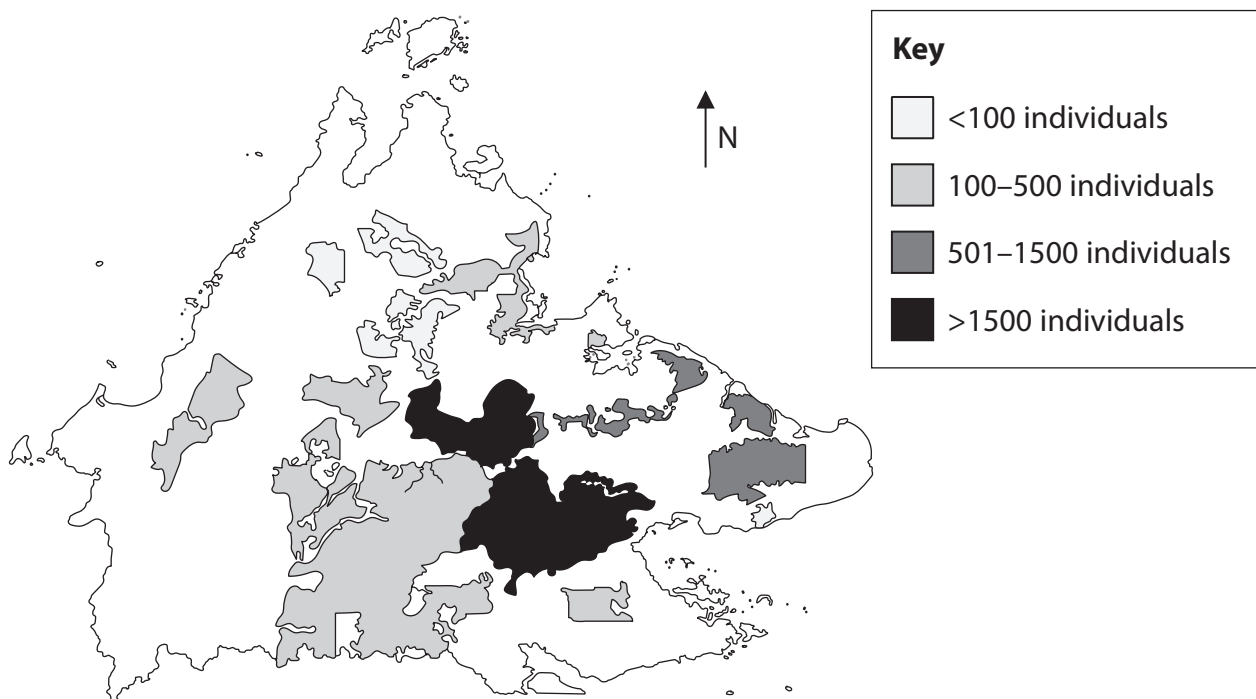 Key
<100 individuals
100–500 individuals
501–1500 individuals
>1500 individuals
N